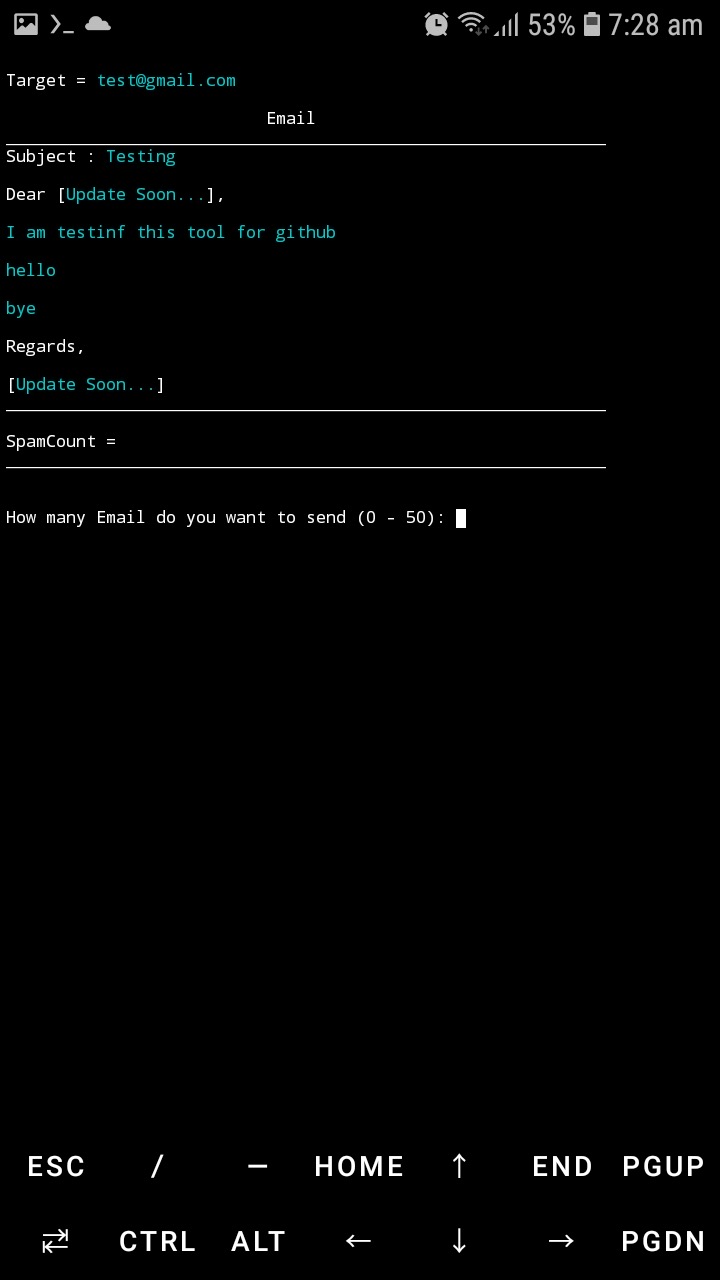 53% 7:28 am
Target = test@gmail.com
Email
Subject : Testing
Dear [Update Soon...],
I am testinf this tool for github
hello
bye
Regards,
[Update Soon...]
SpamCount =
How many Email do you want to send (0 - 50):
ESC / — HOME ↑ END PGUP
CTRL ALT ← ↓ → PGDN